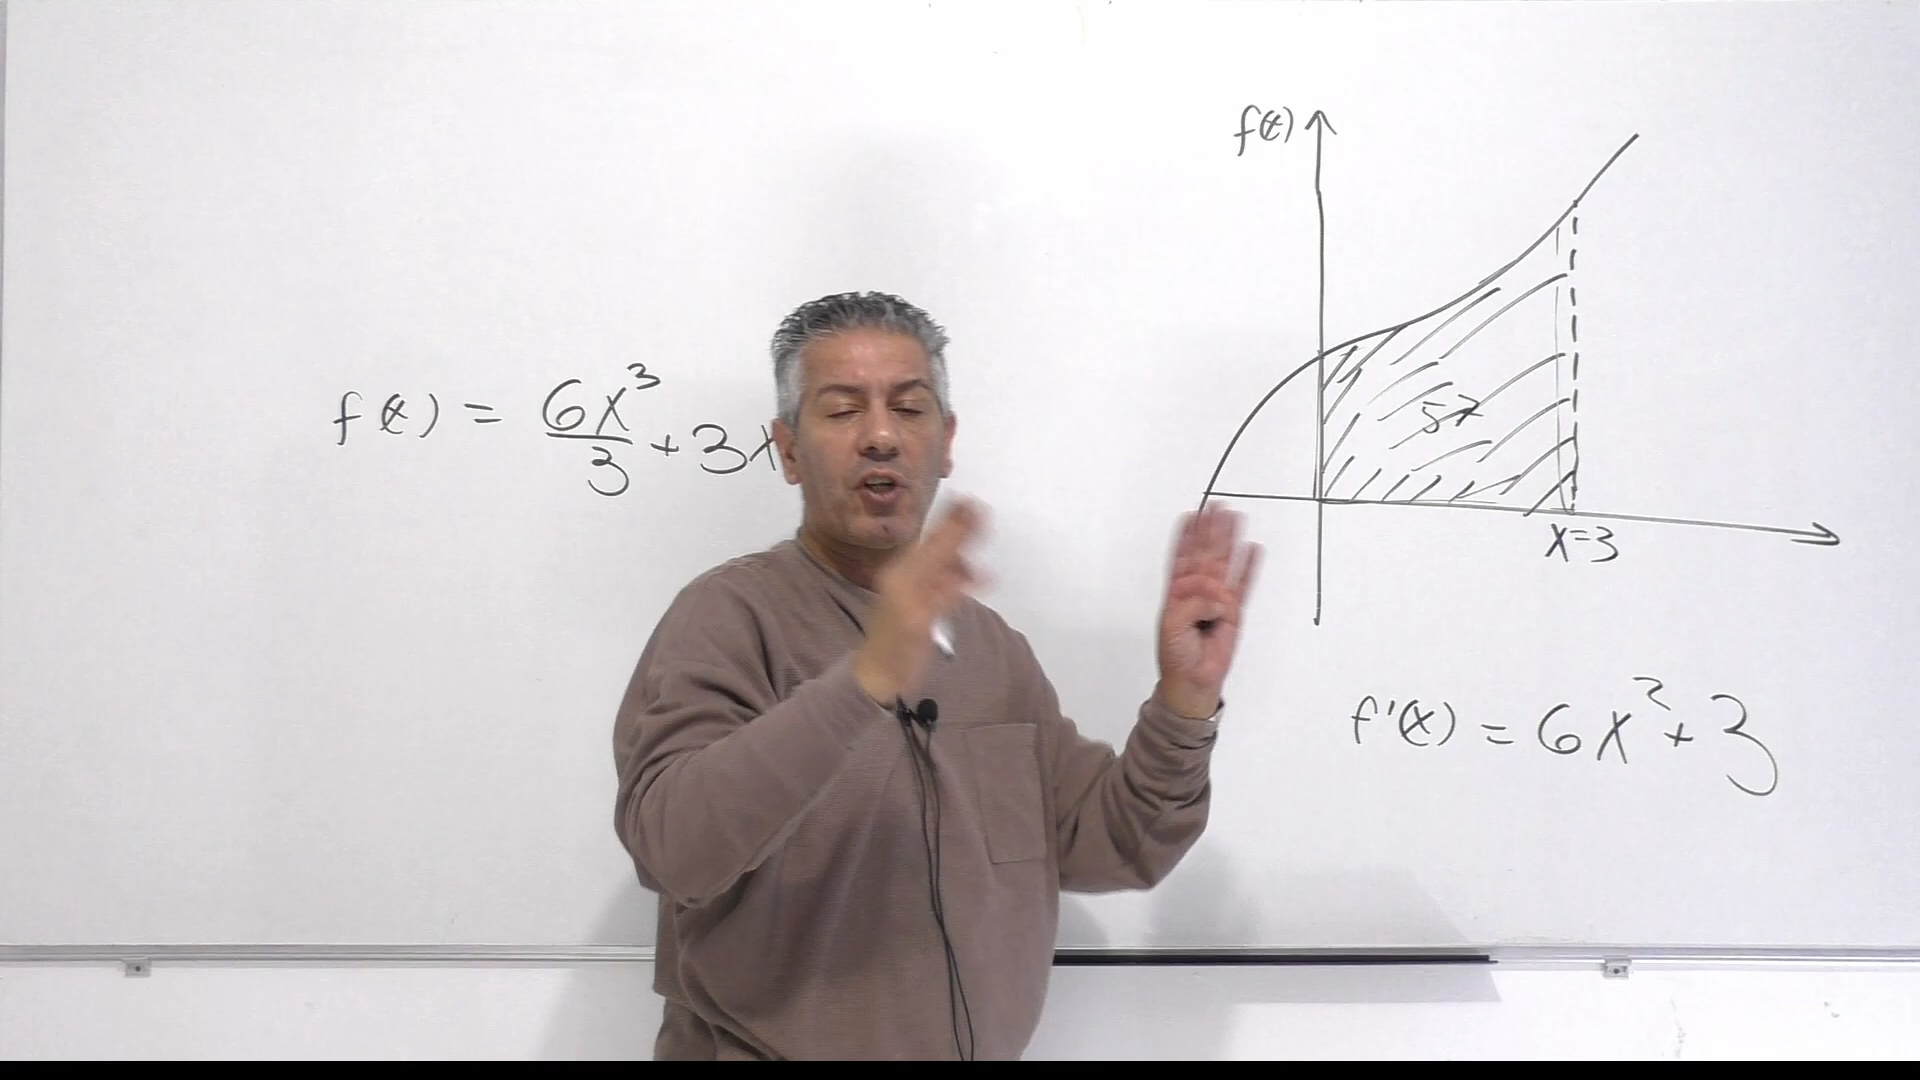 f(x) = 6x³/3 + 3x
f(x)
57
x=3
f'(x) = 6x² + 3